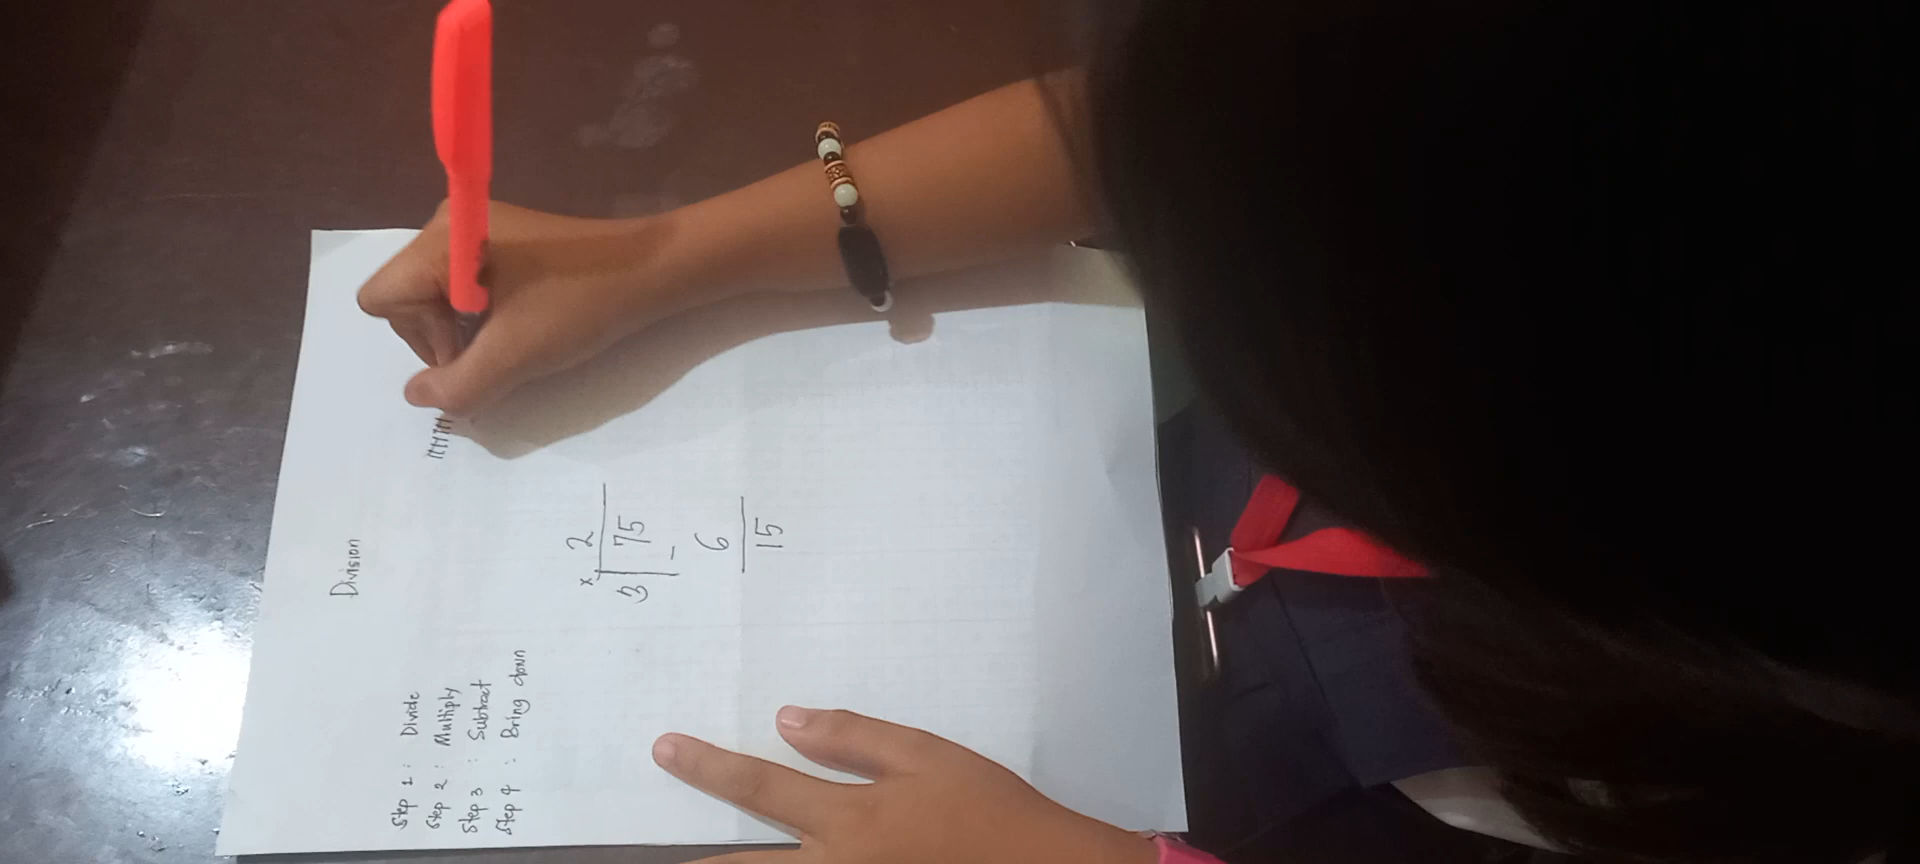 Division
Step 1 : Divide
Step 2 : Multiply
Step 3 : Subtract
Step 4 : Bring down
x 2
3 75
-
6
15